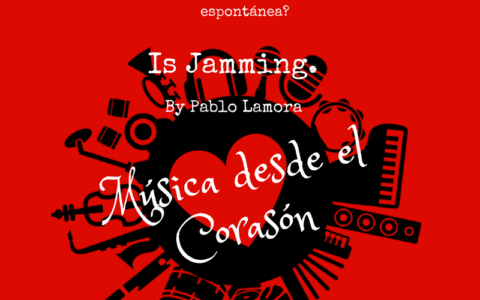 espontánea?
Is Jamming.
By Pablo Lamora
Música desde el
Corasón